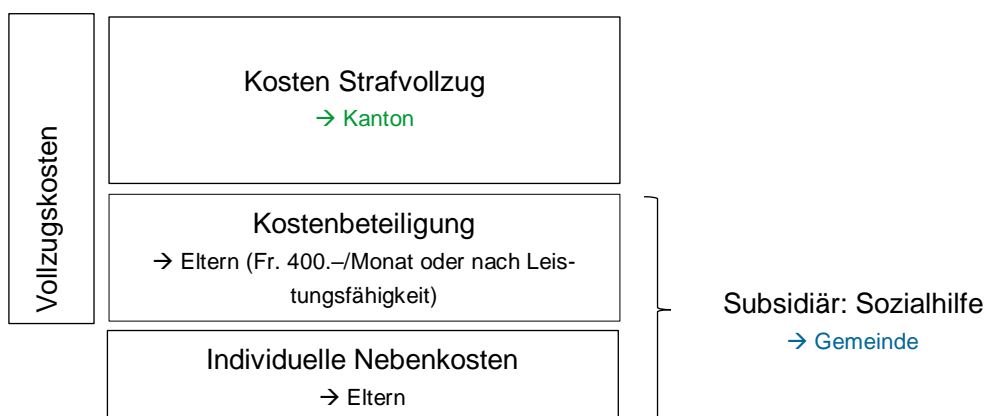 Vollzugskosten
Kosten Strafvollzug
→ Kanton
Kostenbeteiligung
→ Eltern (Fr. 400.–/Monat oder nach Leis-
tungsfähigkeit)
Individuelle Nebenkosten
→ Eltern
Subsidiär: Sozialhilfe
→ Gemeinde